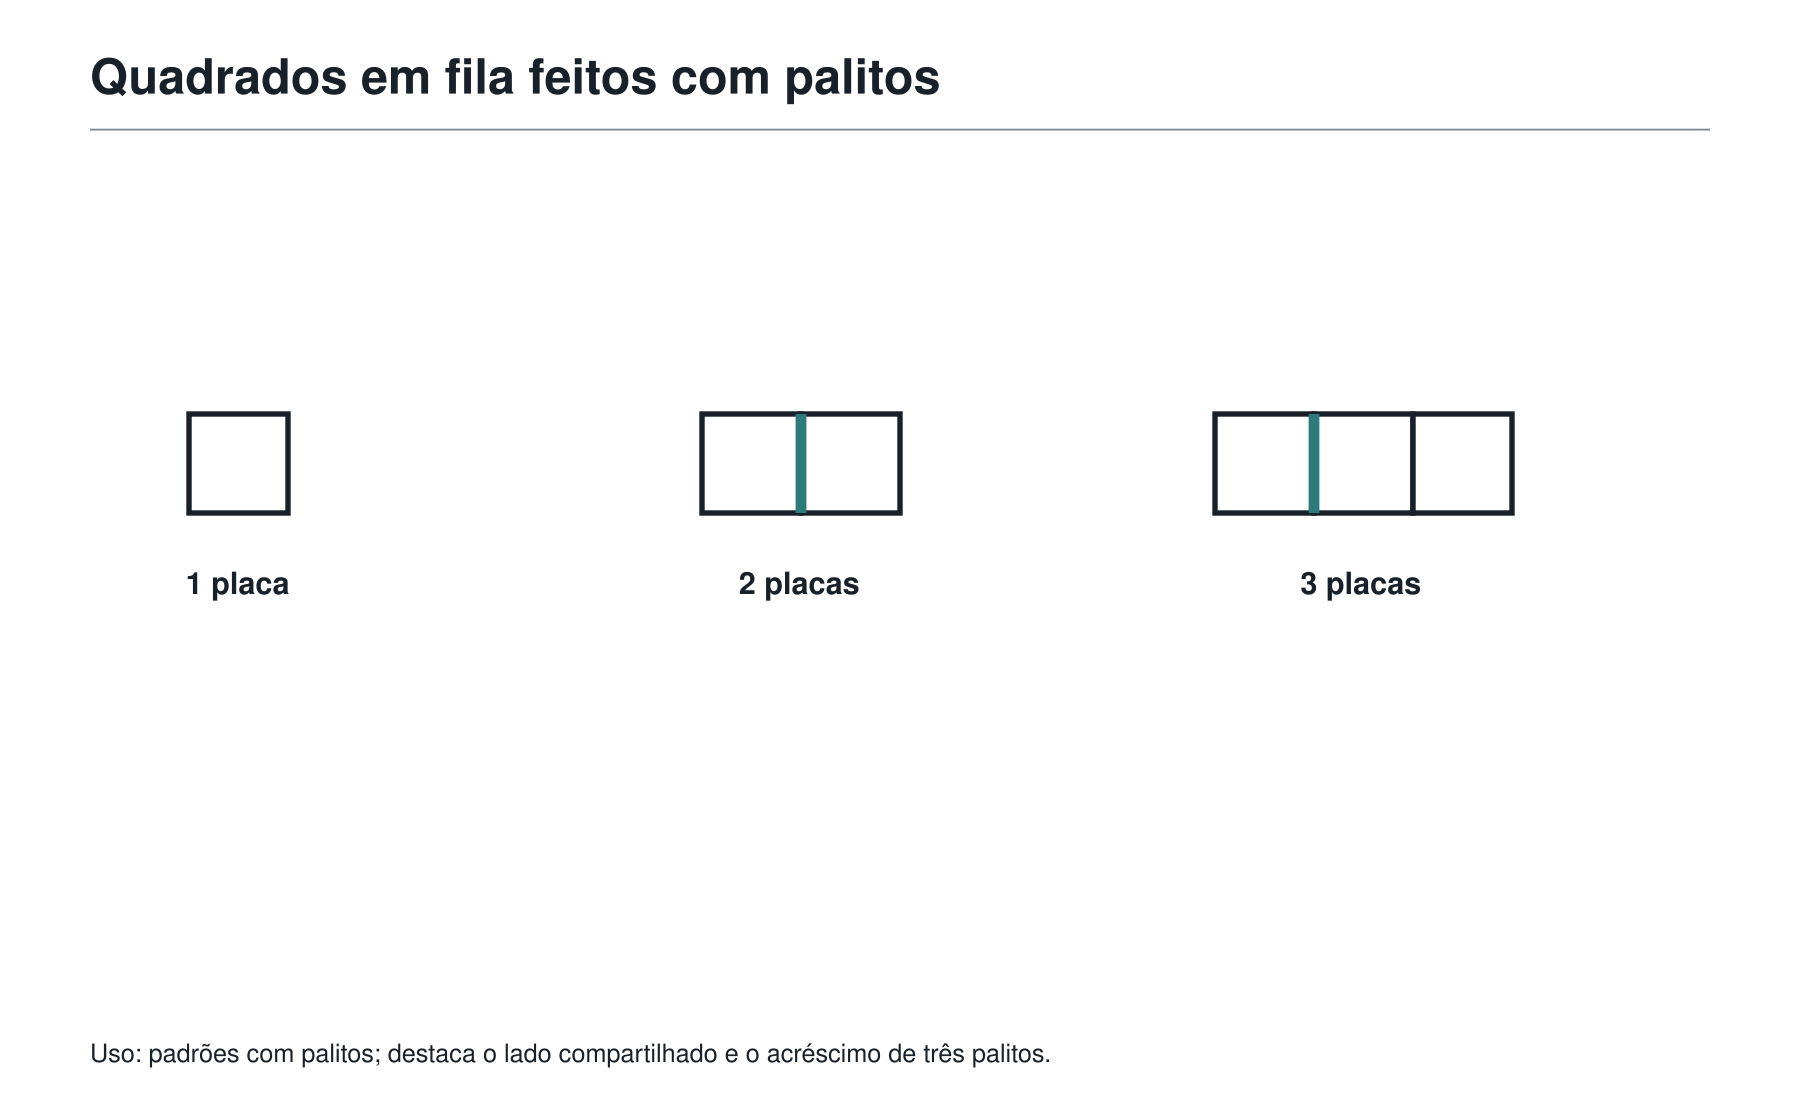 Quadrados em fila feitos com palitos
1 placa
2 placas
3 placas
Uso: padrões com palitos; destaca o lado compartilhado e o acréscimo de três palitos.